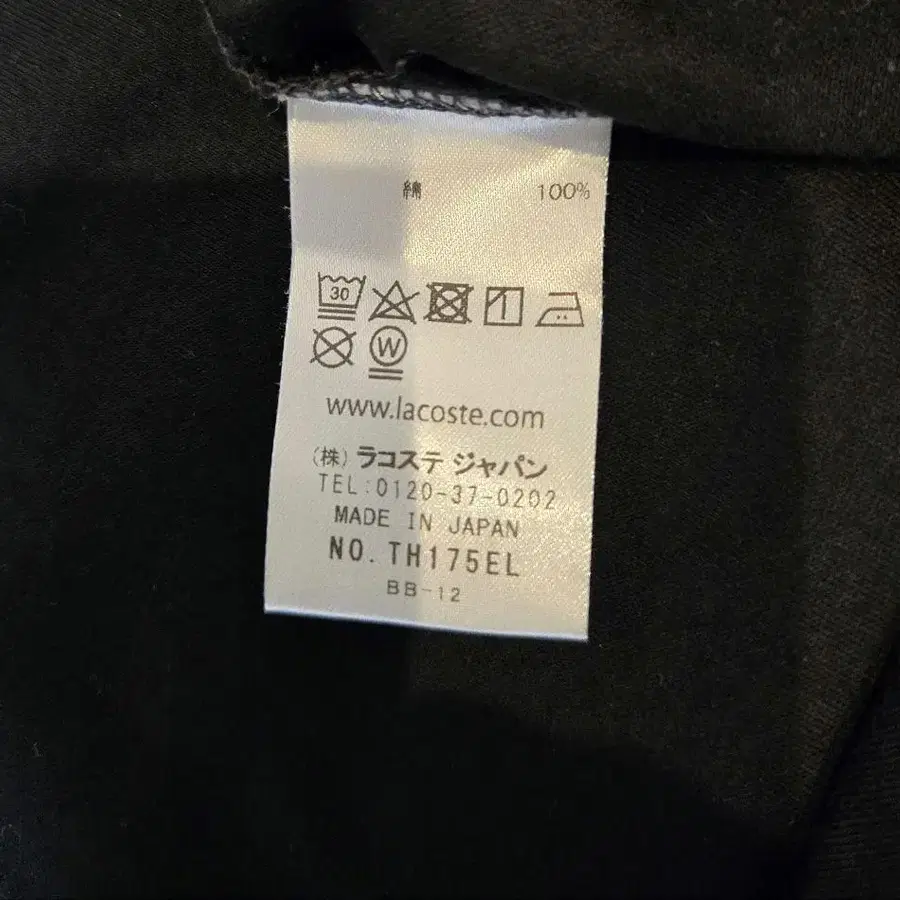 綿 100%
30
W
www.lacoste.com
(株) ラコステ ジャパン
TEL:0120-37-0202
MADE IN JAPAN
NO. TH175EL
BB-12